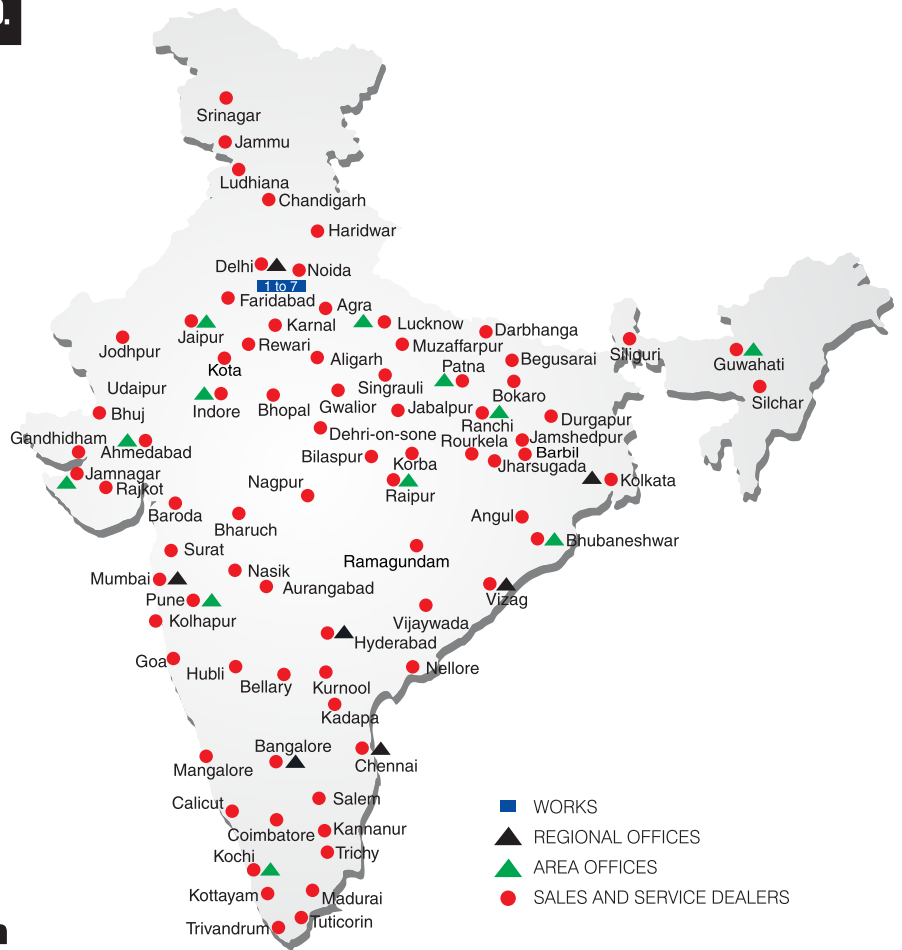 Srinagar
Jammu
Ludhiana
Chandigarh
Haridwar
Delhi
Noida
1 to 7
Faridabad
Agra
Jaipur
Karnal
Lucknow
Darbhanga
Jodhpur
Rewari
Muzaffarpur
Siliguri
Guwahati
Kota
Aligarh
Begusarai
Patna
Udaipur
Singrauli
Bokaro
Silchar
Indore
Bhopal
Gwalior
Jabalpur
Bhuj
Ranchi
Durgapur
Gandhidham
Dehri-on-sone
Rourkela
Jamshedpur
Ahmedabad
Bilaspur
Korba
Barbil
Jharsugada
Jamnagar
Rajkot
Nagpur
Raipur
Kolkata
Baroda
Bharuch
Angul
Bhubaneshwar
Surat
Ramagundam
Mumbai
Nasik
Aurangabad
Pune
Vizag
Kolhapur
Vijaywada
Hyderabad
Goa
Hubli
Nellore
Bellary
Kurnool
Kadapa
Bangalore
Mangalore
Chennai
Calicut
Salem
Coimbatore
Kannanur
Kochi
Trichy
Kottayam
Madurai
Trivandrum
Tuticorin
WORKS
REGIONAL OFFICES
AREA OFFICES
SALES AND SERVICE DEALERS